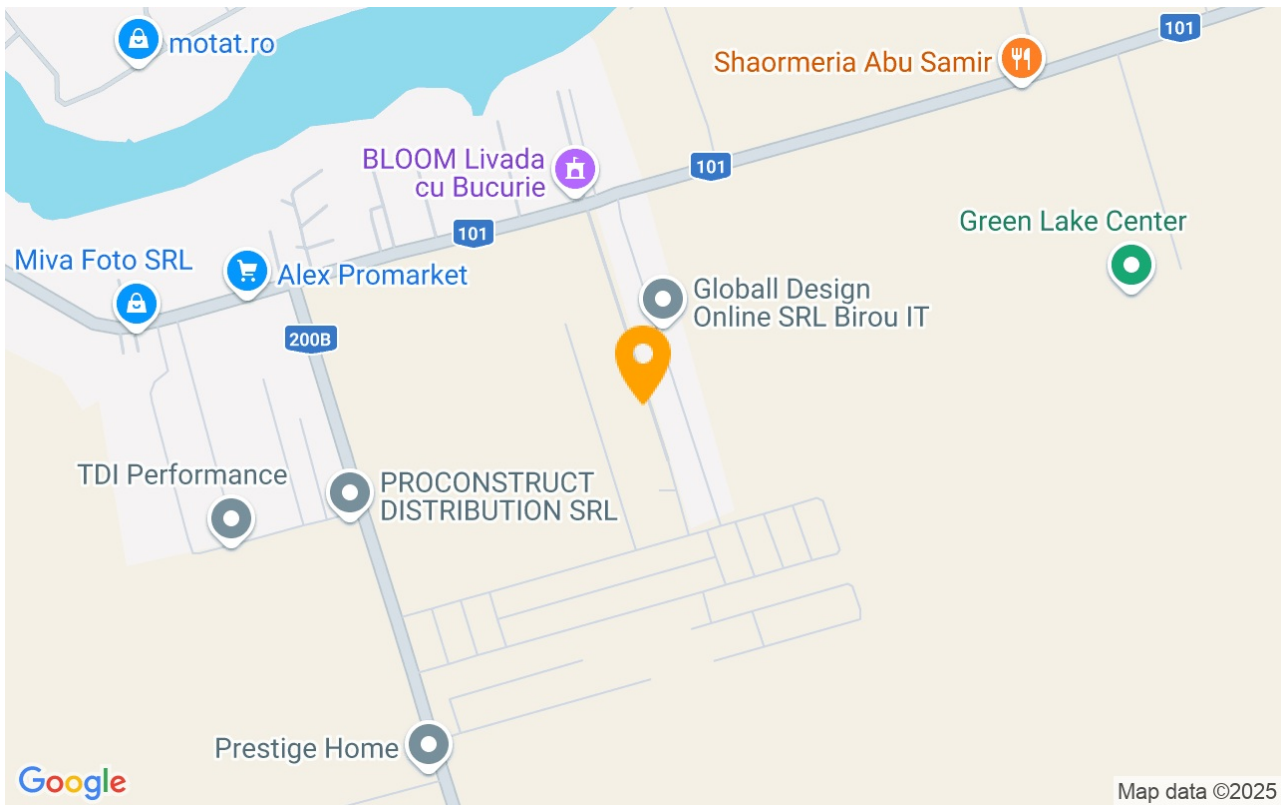 motat.ro
101
Shaormeria Abu Samir
BLOOM Livada
cu Bucurie
101
Green Lake Center
101
Miva Foto SRL
Alex Promarket
Globall Design
Online SRL Birou IT
200B
TDI Performance
PROCONSTRUCT
DISTRIBUTION SRL
Prestige Home
Google
Map data ©2025